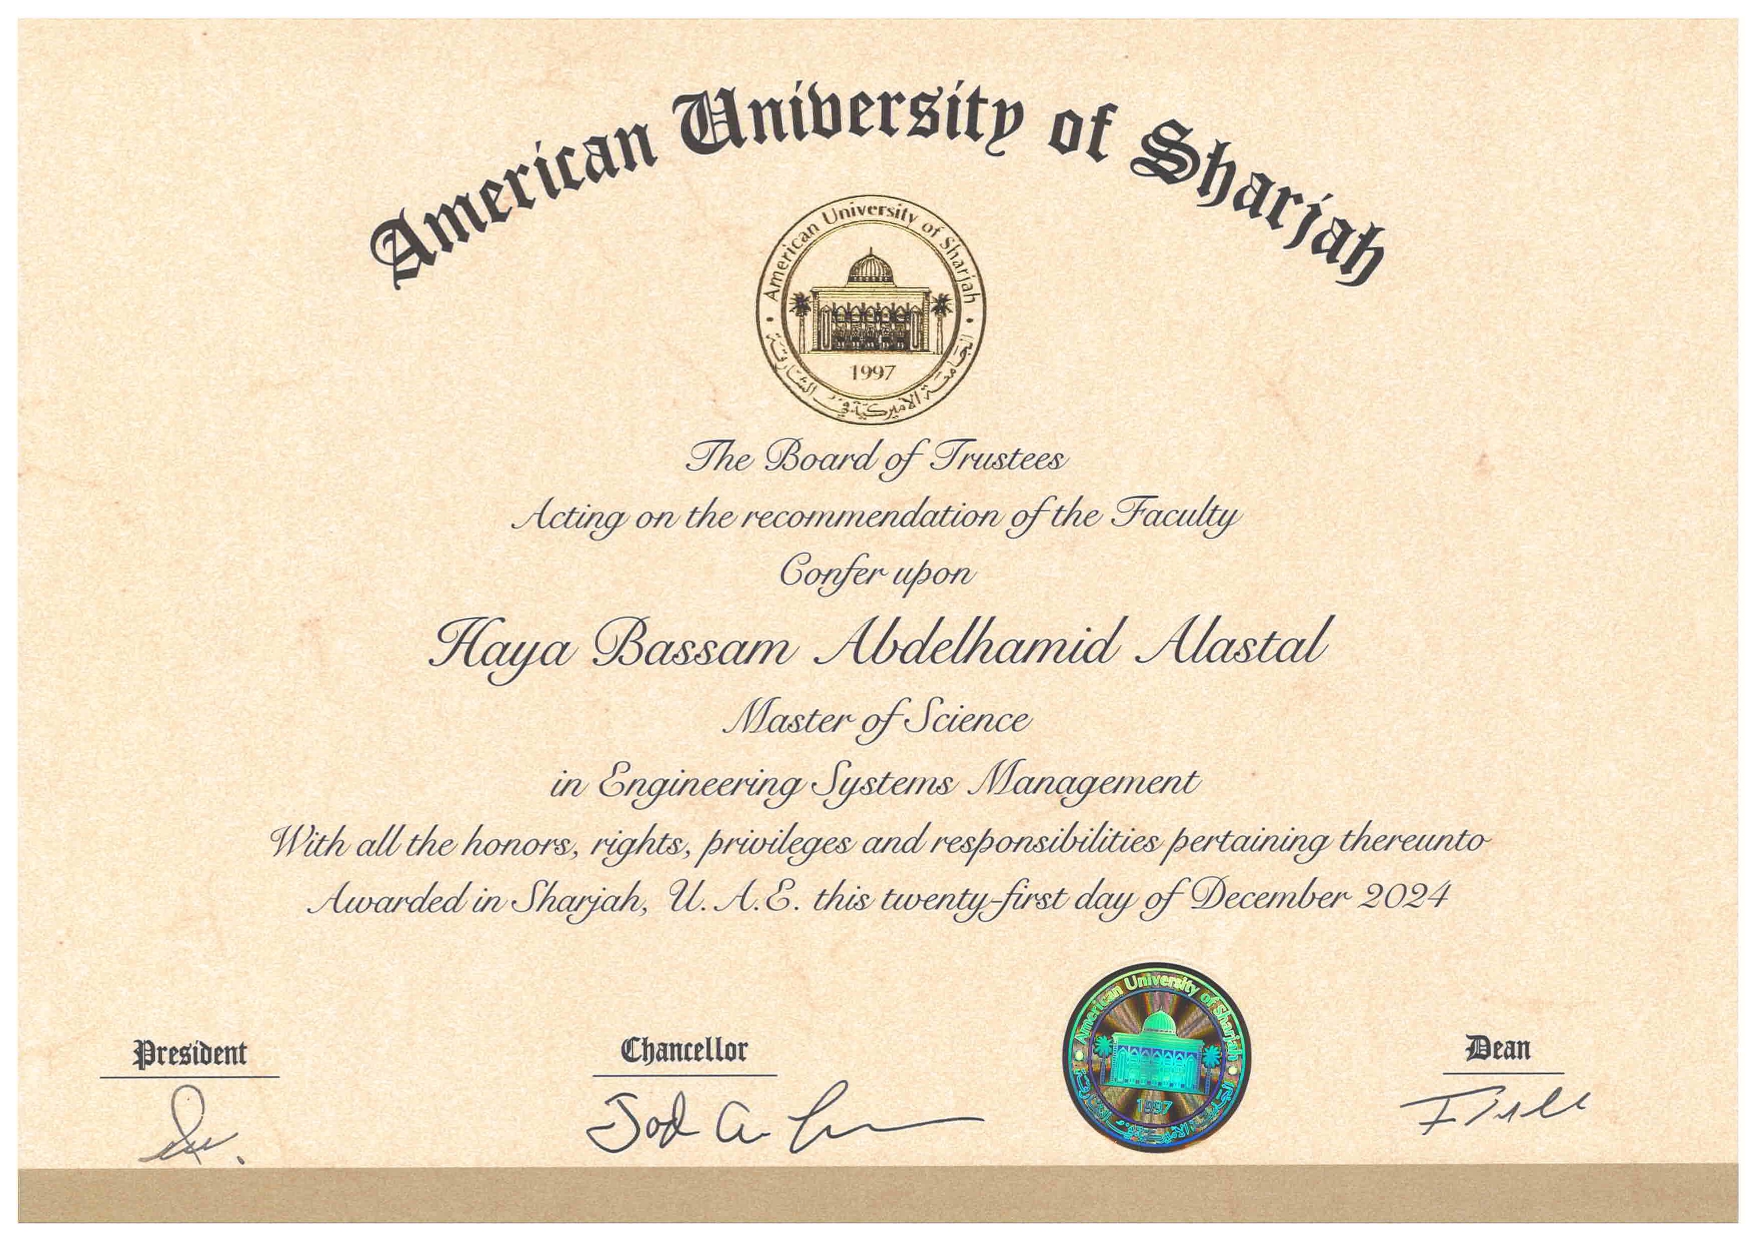 American University of Sharjah
American University of Sharjah
1997
الجامعة الأميركية في الشارقة
The Board of Trustees
Acting on the recommendation of the Faculty
Confer upon
Haya Bassam Abdelhamid Alastal
Master of Science
in Engineering Systems Management
With all the honors, rights, privileges and responsibilities pertaining thereunto
Awarded in Sharjah, U.A.E. this twenty-first day of December 2024
American University of Sharjah
1997
President
Chancellor
Dean